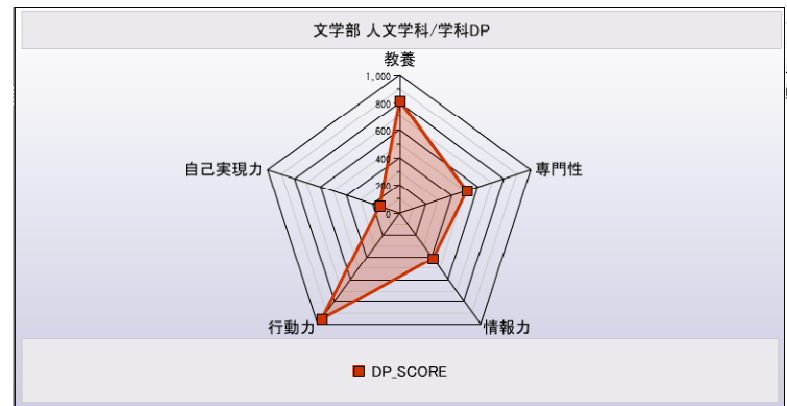 文学部 人文学科/学科DP
教養
1,000
800
600
400
200
0
自己実現力
専門性
行動力
情報力
DP_SCORE